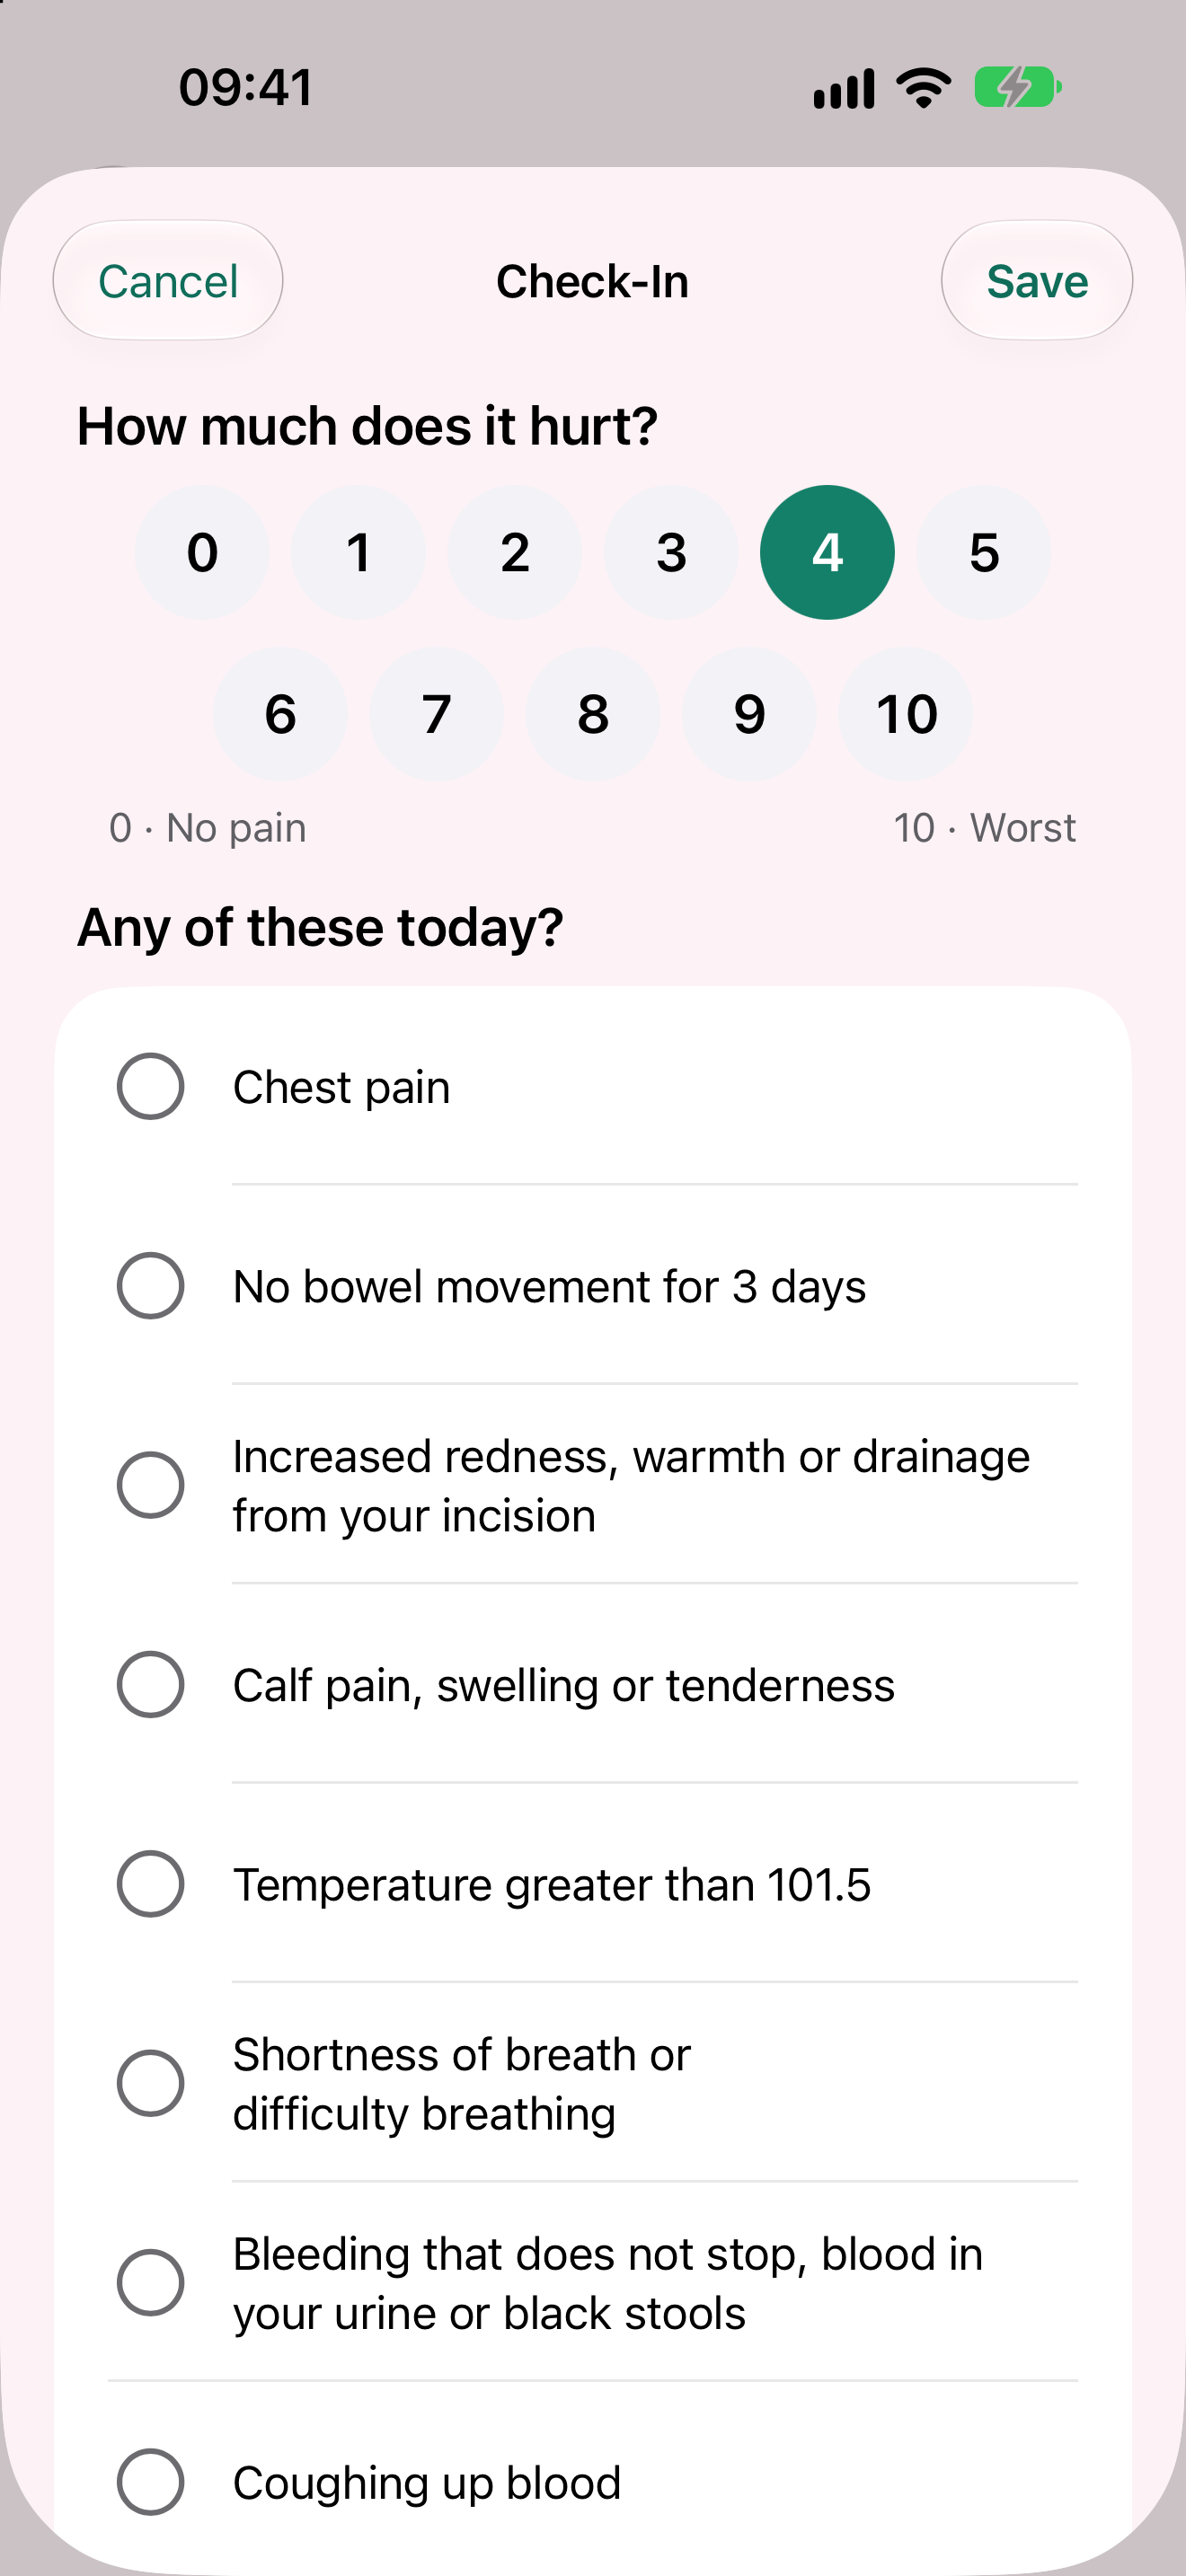 09:41
Cancel Check-In Save
How much does it hurt?
0 1 2 3 4 5
6 7 8 9 10
0 · No pain 10 · Worst
Any of these today?
Chest pain
No bowel movement for 3 days
Increased redness, warmth or drainage
from your incision
Calf pain, swelling or tenderness
Temperature greater than 101.5
Shortness of breath or
difficulty breathing
Bleeding that does not stop, blood in
your urine or black stools
Coughing up blood